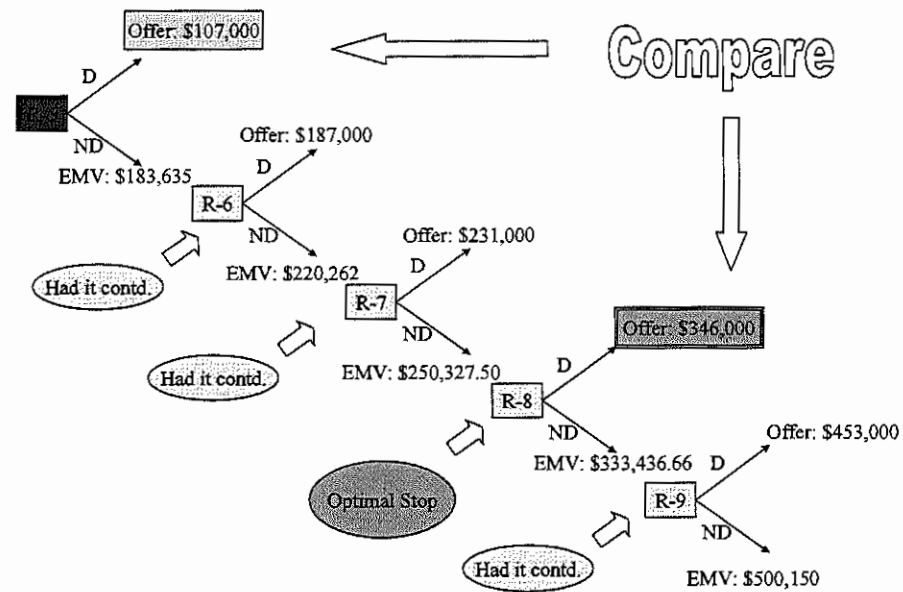 Offer: $107,000
Compare
D
ND
Offer: $187,000
EMV: $183,635
D
R-6
ND
Offer: $231,000
EMV: $220,262
D
Had it contd.
R-7
ND
Offer: $346,000
EMV: $250,327.50
D
Had it contd.
R-8
ND
Offer: $453,000
EMV: $333,436.66
D
Optimal Stop
R-9
ND
Had it contd.
EMV: $500,150